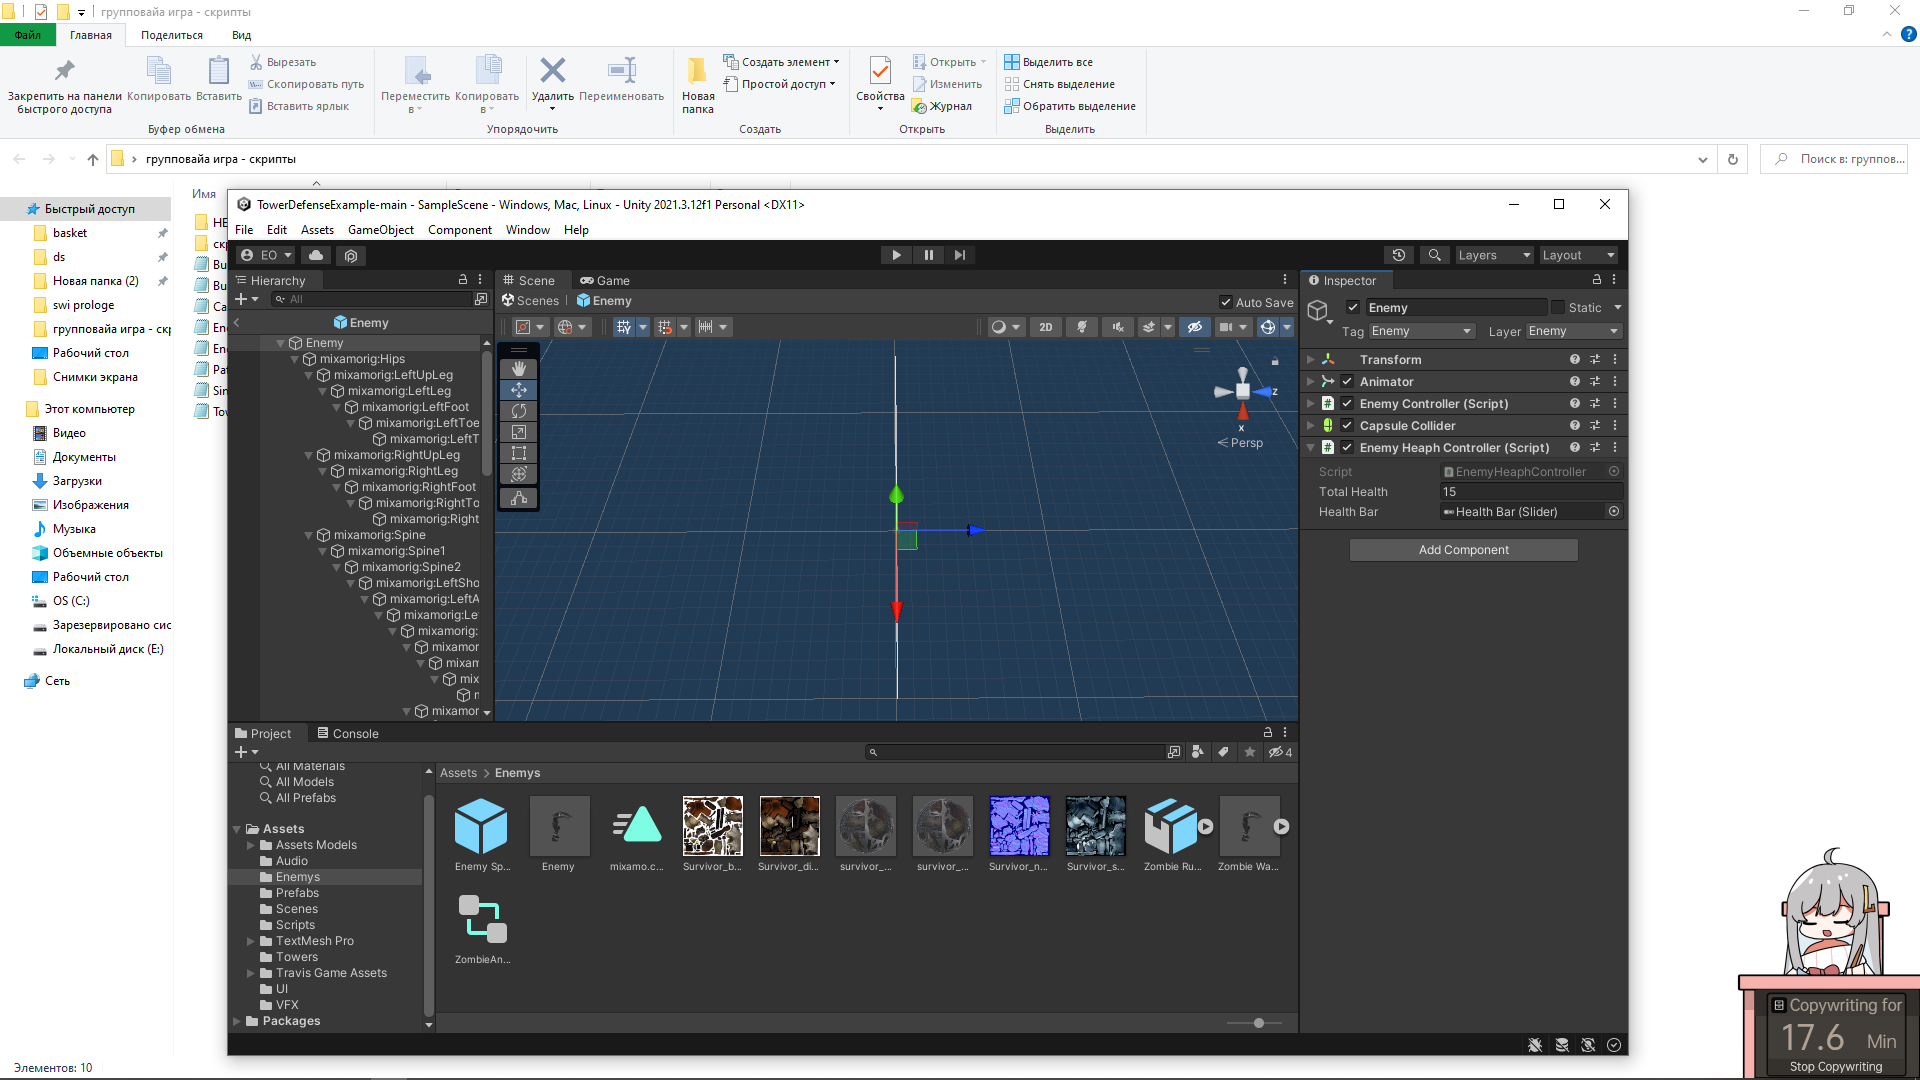 групповайа игра - скрипты
Файл
Главная
Поделиться
Вид
Закрепить на панели быстрого доступа
Копировать
Вставить
Вырезать
Скопировать путь
Вставить ярлык
Буфер обмена
Переместить в
Копировать в
Удалить
Переименовать
Упорядочить
Новая папка
Создать элемент
Простой доступ
Создать
Свойства
Открыть
Изменить
Журнал
Открыть
Выделить все
Снять выделение
Обратить выделение
Выделить
групповайа игра - скрипты
Поиск в: группов...
Имя
Быстрый доступ
basket
ds
Новая папка (2)
swi prologe
групповайа игра - скр
Рабочий стол
Снимки экрана
Этот компьютер
Видео
Документы
Загрузки
Изображения
Музыка
Объемные объекты
Рабочий стол
OS (C:)
Зарезервировано сис
Локальный диск (E:)
Сеть
Элементов: 10
TowerDefenseExample-main - SampleScene - Windows, Mac, Linux - Unity 2021.3.12f1 Personal <DX11>
File Edit Assets GameObject Component Window Help
EO
Layers
Layout
Hierarchy
All
Enemy
Enemy
mixamorig:Hips
mixamorig:LeftUpLeg
mixamorig:LeftLeg
mixamorig:LeftFoot
mixamorig:LeftToe
mixamorig:LeftT
mixamorig:RightUpLeg
mixamorig:RightLeg
mixamorig:RightFoot
mixamorig:RightTo
mixamorig:Right
mixamorig:Spine
mixamorig:Spine1
mixamorig:Spine2
mixamorig:LeftSho
mixamorig:LeftA
mixamorig:Le
mixamorig:
mixamor
mixam
mix
mixamor
Scene
Game
Scenes
Enemy
Auto Save
2D
z
x
Persp
Inspector
Enemy
Static
Tag Enemy
Layer Enemy
Transform
Animator
Enemy Controller (Script)
Capsule Collider
Enemy Heaph Controller (Script)
Script EnemyHeaphController
Total Health 15
Health Bar Health Bar (Slider)
Add Component
Project
Console
4
All Materials
All Models
All Prefabs
Assets
Assets Models
Audio
Enemys
Prefabs
Scenes
Scripts
TextMesh Pro
Towers
Travis Game Assets
UI
VFX
Packages
Assets > Enemys
Enemy Sp...
Enemy
mixamo.c...
Survivor_b...
Survivor_di...
survivor_...
survivor_...
Survivor_n...
Survivor_s...
Zombie Ru...
Zombie Wa...
ZombieAn...
Copywriting for
17.6 Min
Stop Copywriting